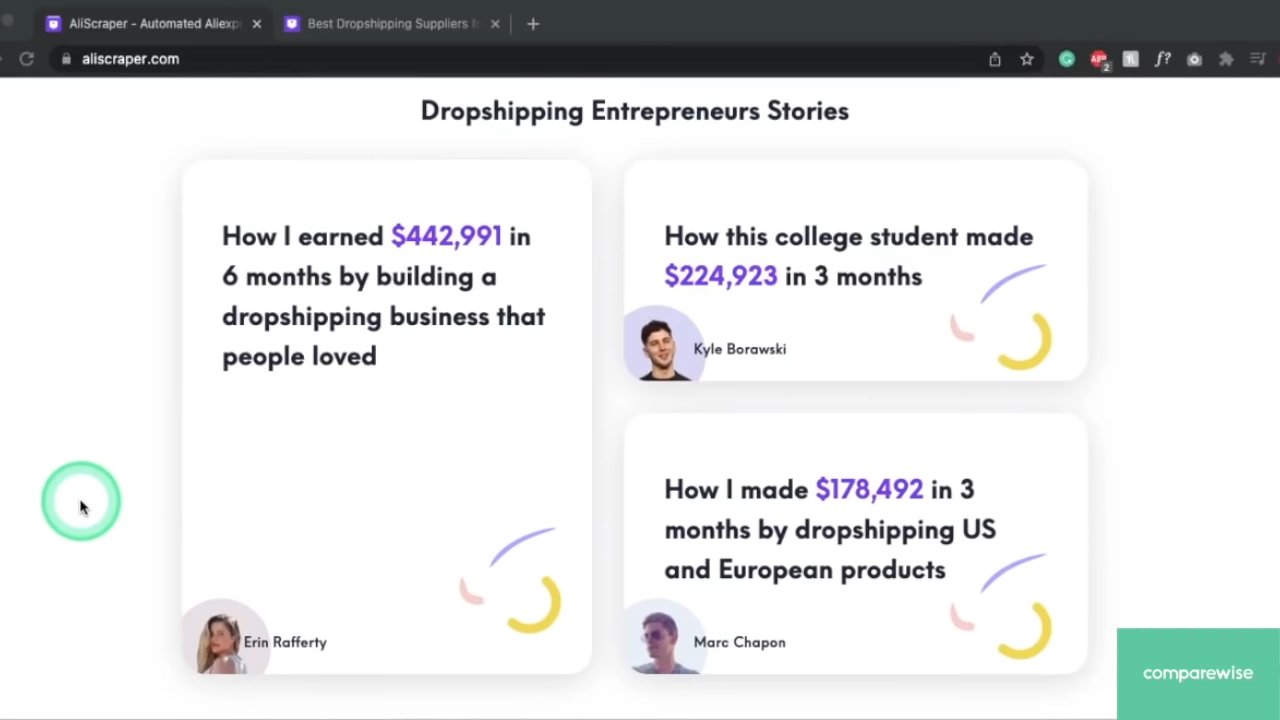 AliScraper - Automated Aliexp
Best Dropshipping Suppliers f
aliscraper.com
ABP
2
f?
Dropshipping Entrepreneurs Stories
How I earned $442,991 in
6 months by building a
dropshipping business that
people loved
Erin Rafferty
How this college student made
$224,923 in 3 months
Kyle Borawski
How I made $178,492 in 3
months by dropshipping US
and European products
Marc Chapon
comparewise